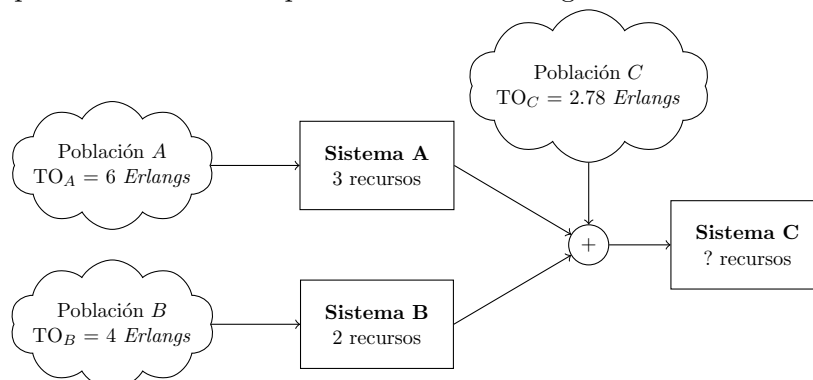 Población C
TO_C = 2.78 Erlangs
Población A
TO_A = 6 Erlangs
Sistema A
3 recursos
+
Sistema C
? recursos
Población B
TO_B = 4 Erlangs
Sistema B
2 recursos